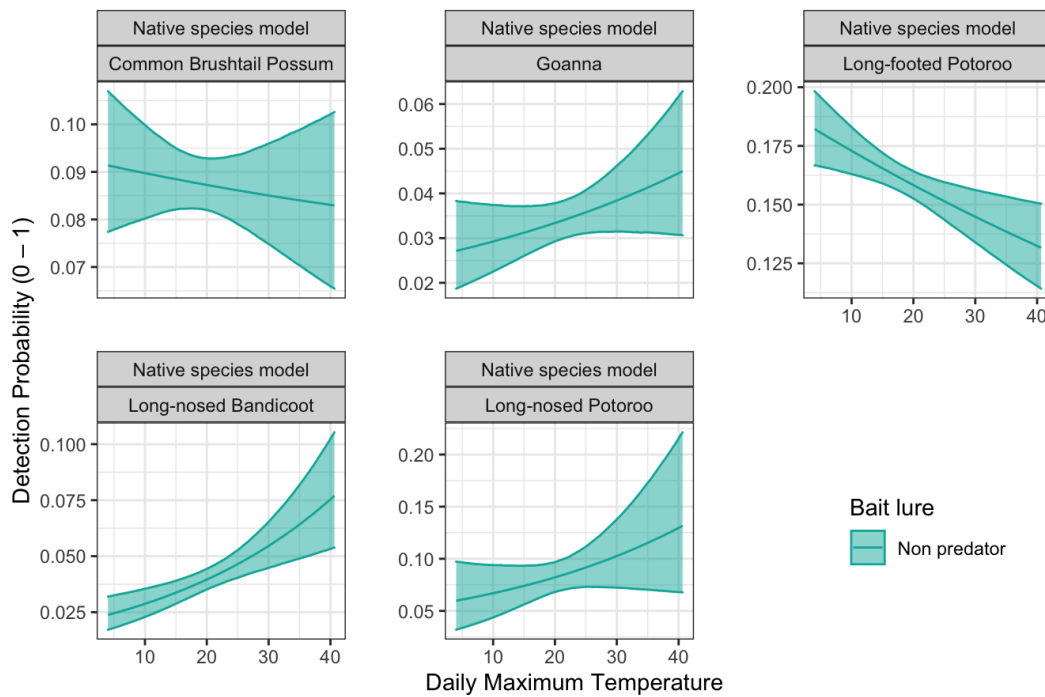 Native species model
Common Brushtail Possum
Native species model
Goanna
Native species model
Long-footed Potoroo
0.10
0.09
0.08
0.07
0.06
0.05
0.04
0.03
0.02
0.200
0.175
0.150
0.125
10 20 30 40
Detection Probability (0 – 1)
Native species model
Long-nosed Bandicoot
Native species model
Long-nosed Potoroo
0.100
0.075
0.050
0.025
10 20 30 40
0.20
0.15
0.10
0.05
10 20 30 40
Daily Maximum Temperature
Bait lure
Non predator